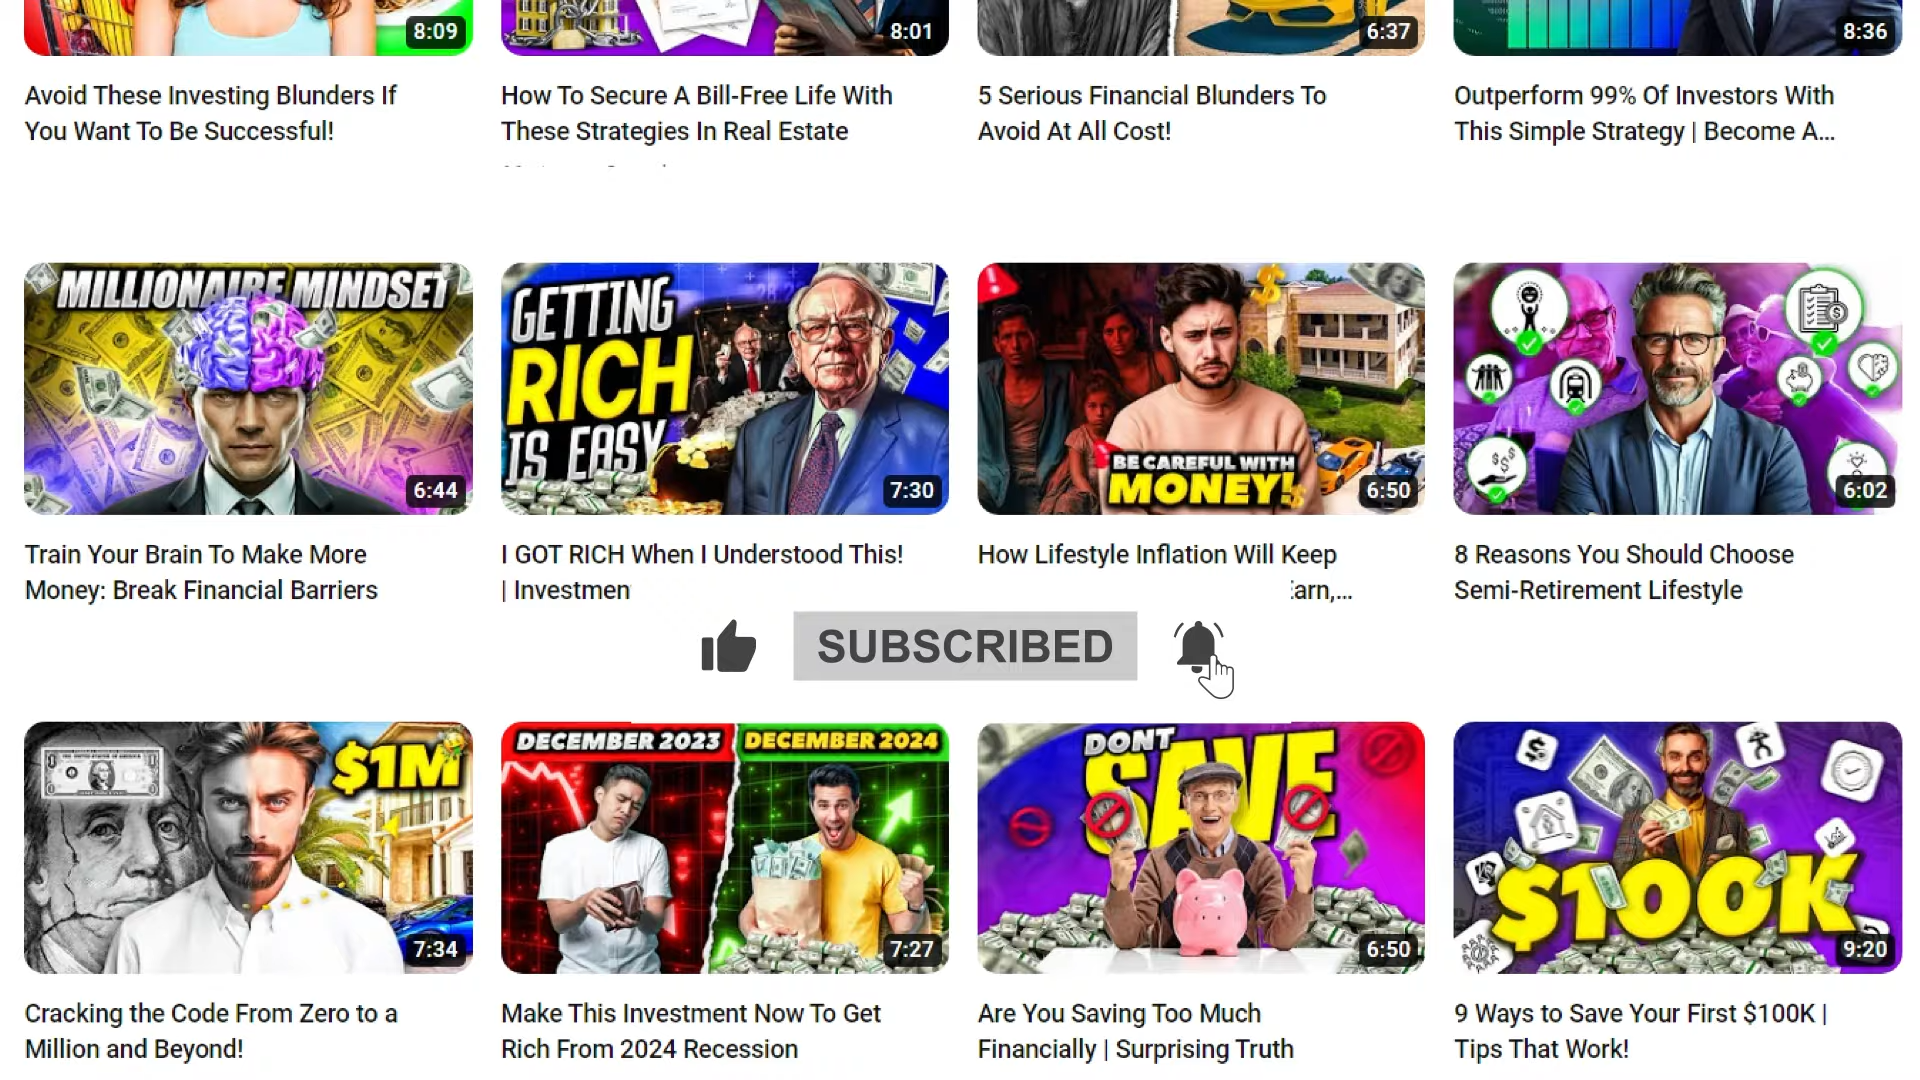 8:09
8:01
6:37
8:36
Avoid These Investing Blunders If
You Want To Be Successful!
How To Secure A Bill-Free Life With
These Strategies In Real Estate
5 Serious Financial Blunders To
Avoid At All Cost!
Outperform 99% Of Investors With
This Simple Strategy | Become A...
MILLIONAIRE MINDSET
6:44
GETTING
RICH
IS EASY
7:30
BE CAREFUL WITH
MONEY!
6:50
6:02
Train Your Brain To Make More
Money: Break Financial Barriers
I GOT RICH When I Understood This!
| Investmen
How Lifestyle Inflation Will Keep
Earn,...
8 Reasons You Should Choose
Semi-Retirement Lifestyle
SUBSCRIBED
$1M
7:34
DECEMBER 2023
DECEMBER 2024
7:27
DONT
SAVE
6:50
$100K
9:20
Cracking the Code From Zero to a
Million and Beyond!
Make This Investment Now To Get
Rich From 2024 Recession
Are You Saving Too Much
Financially | Surprising Truth
9 Ways to Save Your First $100K |
Tips That Work!